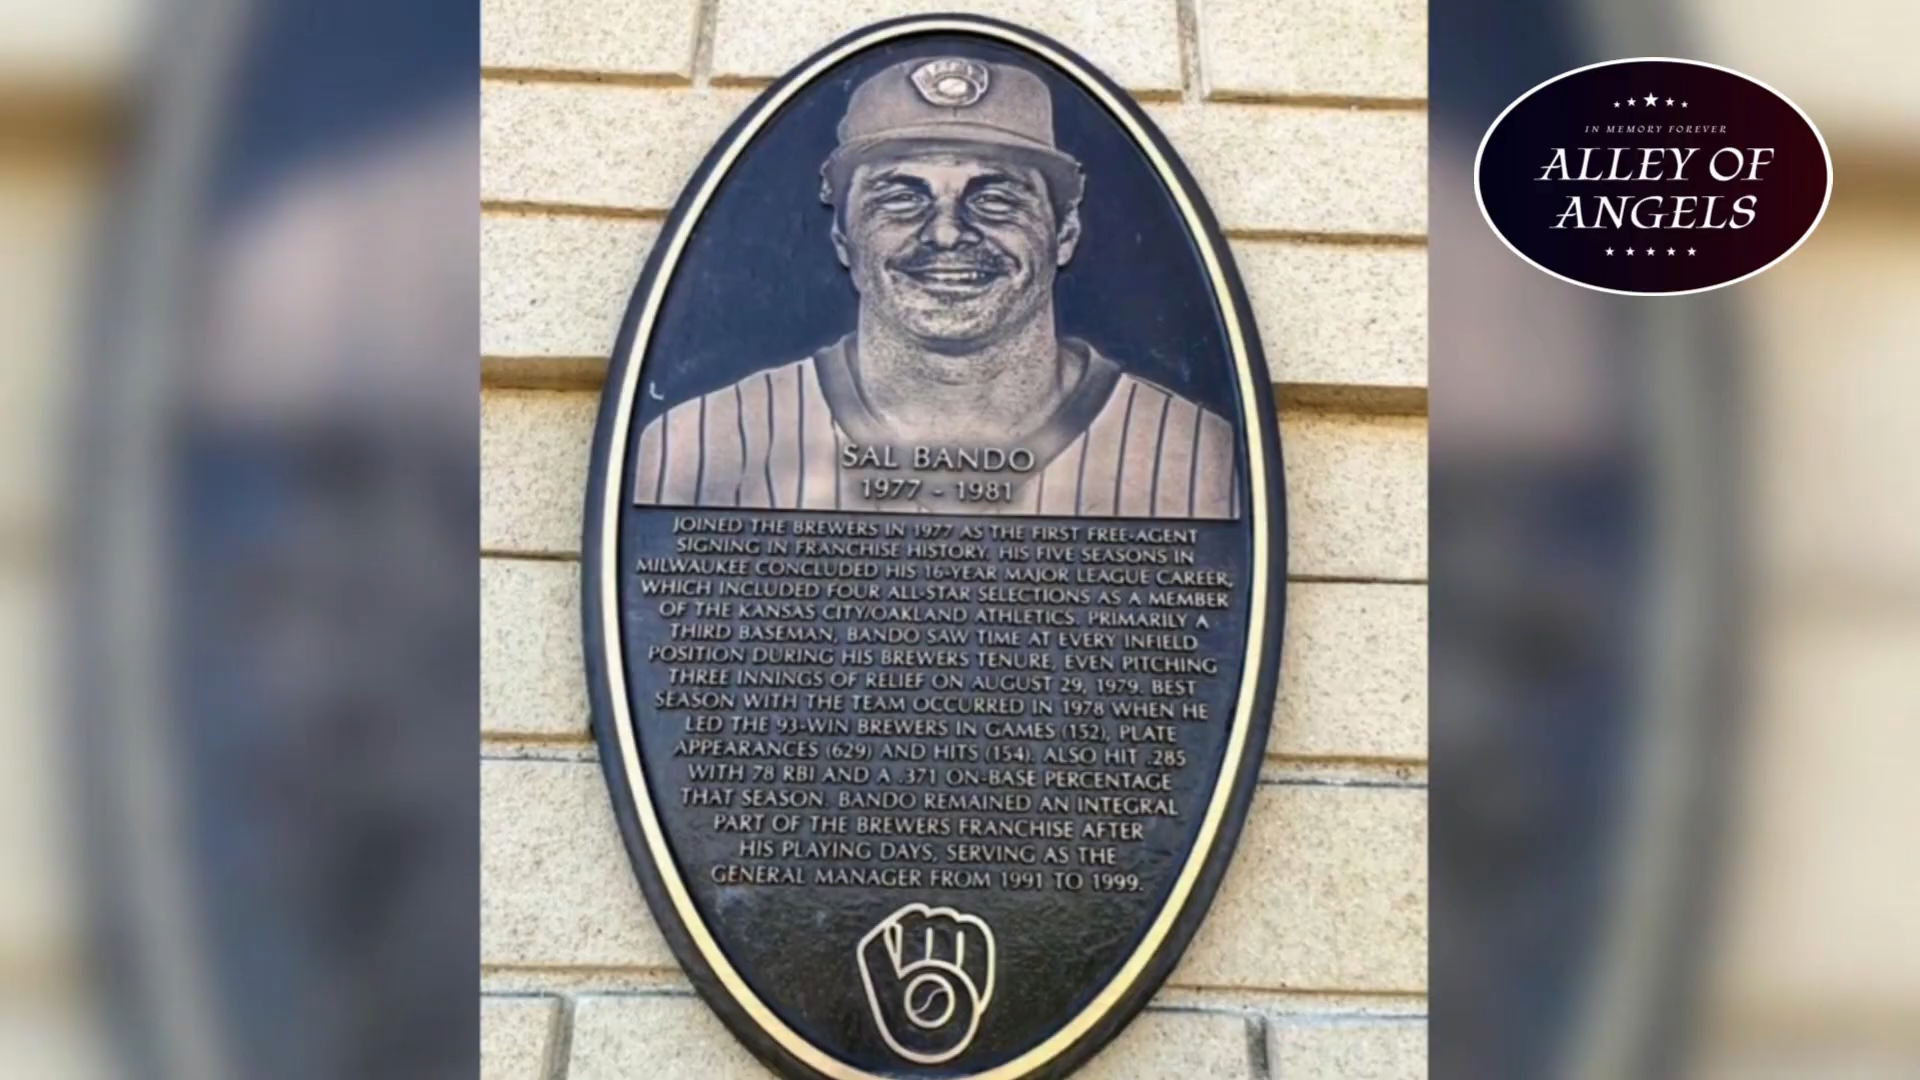 SAL BANDO
1977 - 1981
JOINED THE BREWERS IN 1977 AS THE FIRST FREE-AGENT
SIGNING IN FRANCHISE HISTORY. HIS FIVE SEASONS IN
MILWAUKEE CONCLUDED HIS 16-YEAR MAJOR LEAGUE CAREER,
WHICH INCLUDED FOUR ALL-STAR SELECTIONS AS A MEMBER
OF THE KANSAS CITY/OAKLAND ATHLETICS. PRIMARILY A
THIRD BASEMAN, BANDO SAW TIME AT EVERY INFIELD
POSITION DURING HIS BREWERS TENURE, EVEN PITCHING
THREE INNINGS OF RELIEF ON AUGUST 29, 1979. BEST
SEASON WITH THE TEAM OCCURRED IN 1978 WHEN HE
LED THE 93-WIN BREWERS IN GAMES (152), PLATE
APPEARANCES (629) AND HITS (154). ALSO HIT .285
WITH 78 RBI AND A .371 ON-BASE PERCENTAGE
THAT SEASON. BANDO REMAINED AN INTEGRAL
PART OF THE BREWERS FRANCHISE AFTER
HIS PLAYING DAYS, SERVING AS THE
GENERAL MANAGER FROM 1991 TO 1999.
IN MEMORY FOREVER
ALLEY OF
ANGELS